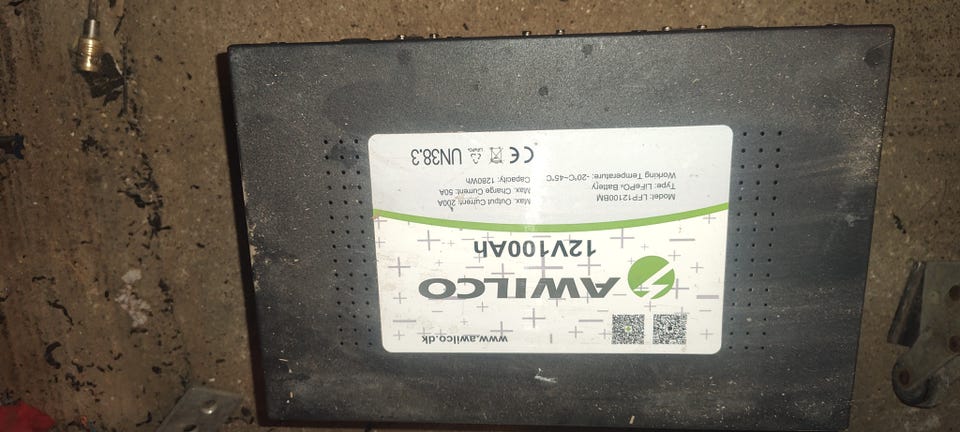 www.awilco.dk
AWILCO
12V100Ah
Model: LFP12100BM
Type: LiFePO₄ Battery
Working Temperature: -20°C~45°C
Max. Output Current: 200A
Max. Charge Current: 50A
Capacity: 1280Wh
CE UN38.3